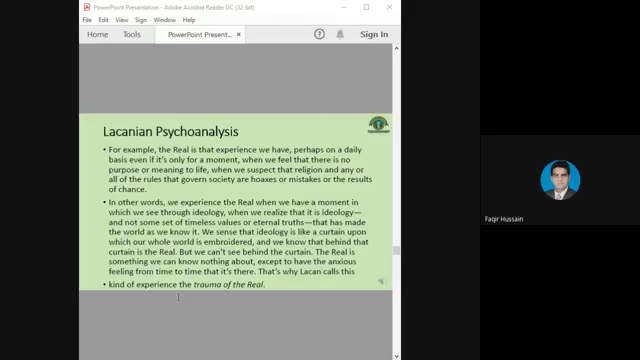 PowerPoint Presentation - Adobe Acrobat Reader DC (32-bit)
File Edit View Sign Window Help
Home Tools PowerPoint Present... × Sign In
Lacanian Psychoanalysis
• For example, the Real is that experience we have, perhaps on a daily
basis even if it's only for a moment, when we feel that there is no
purpose or meaning to life, when we suspect that religion and any or
all of the rules that govern society are hoaxes or mistakes or the results
of chance.
• In other words, we experience the Real when we have a moment in
which we see through ideology, when we realize that it is ideology—
and not some set of timeless values or eternal truths—that has made
the world as we know it. We sense that ideology is like a curtain upon
which our whole world is embroidered, and we know that behind that
curtain is the Real. But we can't see behind the curtain. The Real is
something we can know nothing about, except to have the anxious
feeling from time to time that it's there. That's why Lacan calls this
• kind of experience the trauma of the Real.
Faqir Hussain